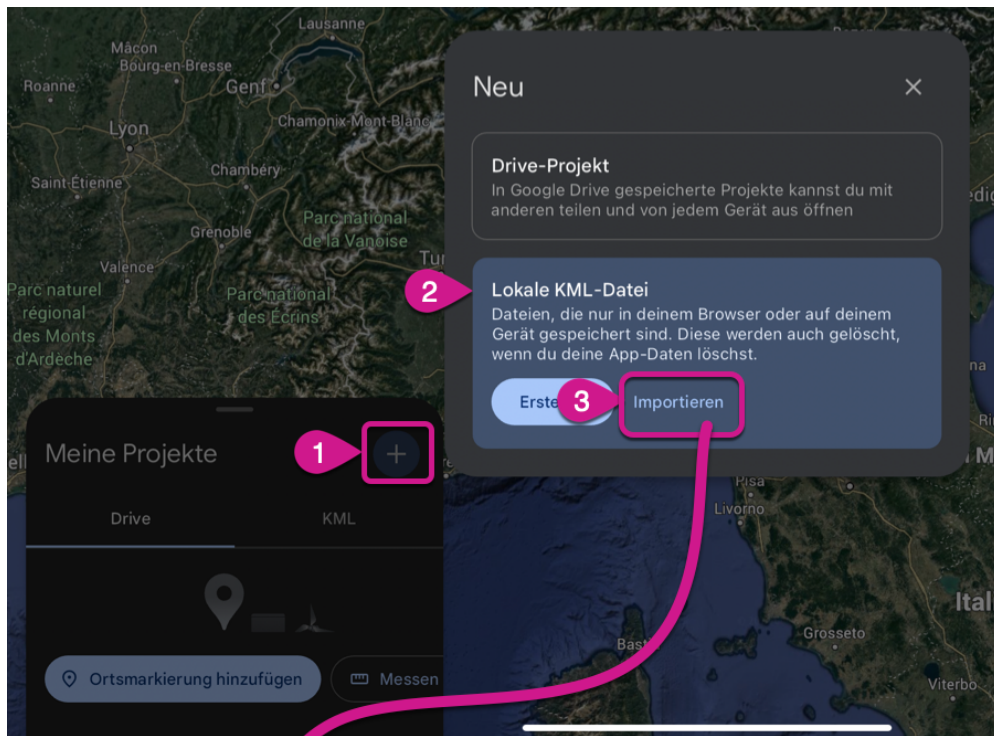 Lausanne
Mâcon
Bourg-en-Bresse
Roanne
Genf
Lyon
Chamonix-Mont-Blanc
Saint-Étienne
Chambéry
Parc national
de la Vanoise
Grenoble
Valence
Parc naturel
régional
des Monts
d'Ardèche
Parc national
des Écrins
Neu
Drive-Projekt
In Google Drive gespeicherte Projekte kannst du mit
anderen teilen und von jedem Gerät aus öffnen
2
Lokale KML-Datei
Dateien, die nur in deinem Browser oder auf deinem
Gerät gespeichert sind. Diese werden auch gelöscht,
wenn du deine App-Daten löschst.
Erste
3
Importieren
Meine Projekte
1
+
Drive
KML
Ortsmarkierung hinzufügen
Messen
Pisa
Livorno
Ital
Grosseto
Viterbo